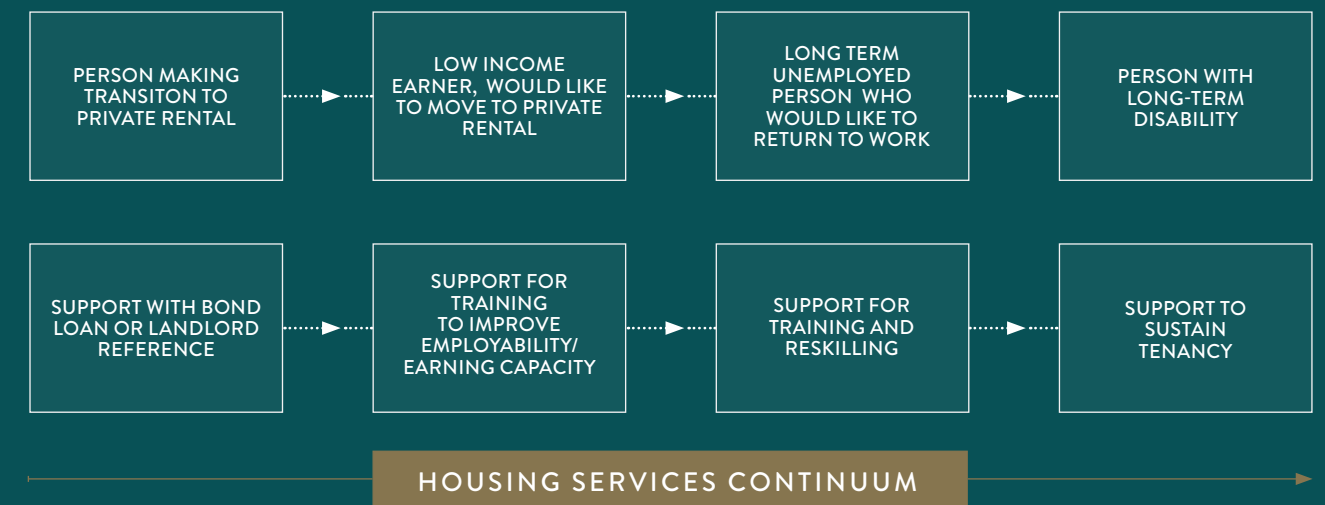 PERSON MAKING
TRANSITON TO
PRIVATE RENTAL
LOW INCOME
EARNER, WOULD LIKE
TO MOVE TO PRIVATE
RENTAL
LONG TERM
UNEMPLOYED
PERSON WHO
WOULD LIKE TO
RETURN TO WORK
PERSON WITH
LONG-TERM
DISABILITY
SUPPORT WITH BOND
LOAN OR LANDLORD
REFERENCE
SUPPORT FOR
TRAINING
TO IMPROVE
EMPLOYABILITY/
EARNING CAPACITY
SUPPORT FOR
TRAINING AND
RESKILLING
SUPPORT TO
SUSTAIN
TENANCY
HOUSING SERVICES CONTINUUM